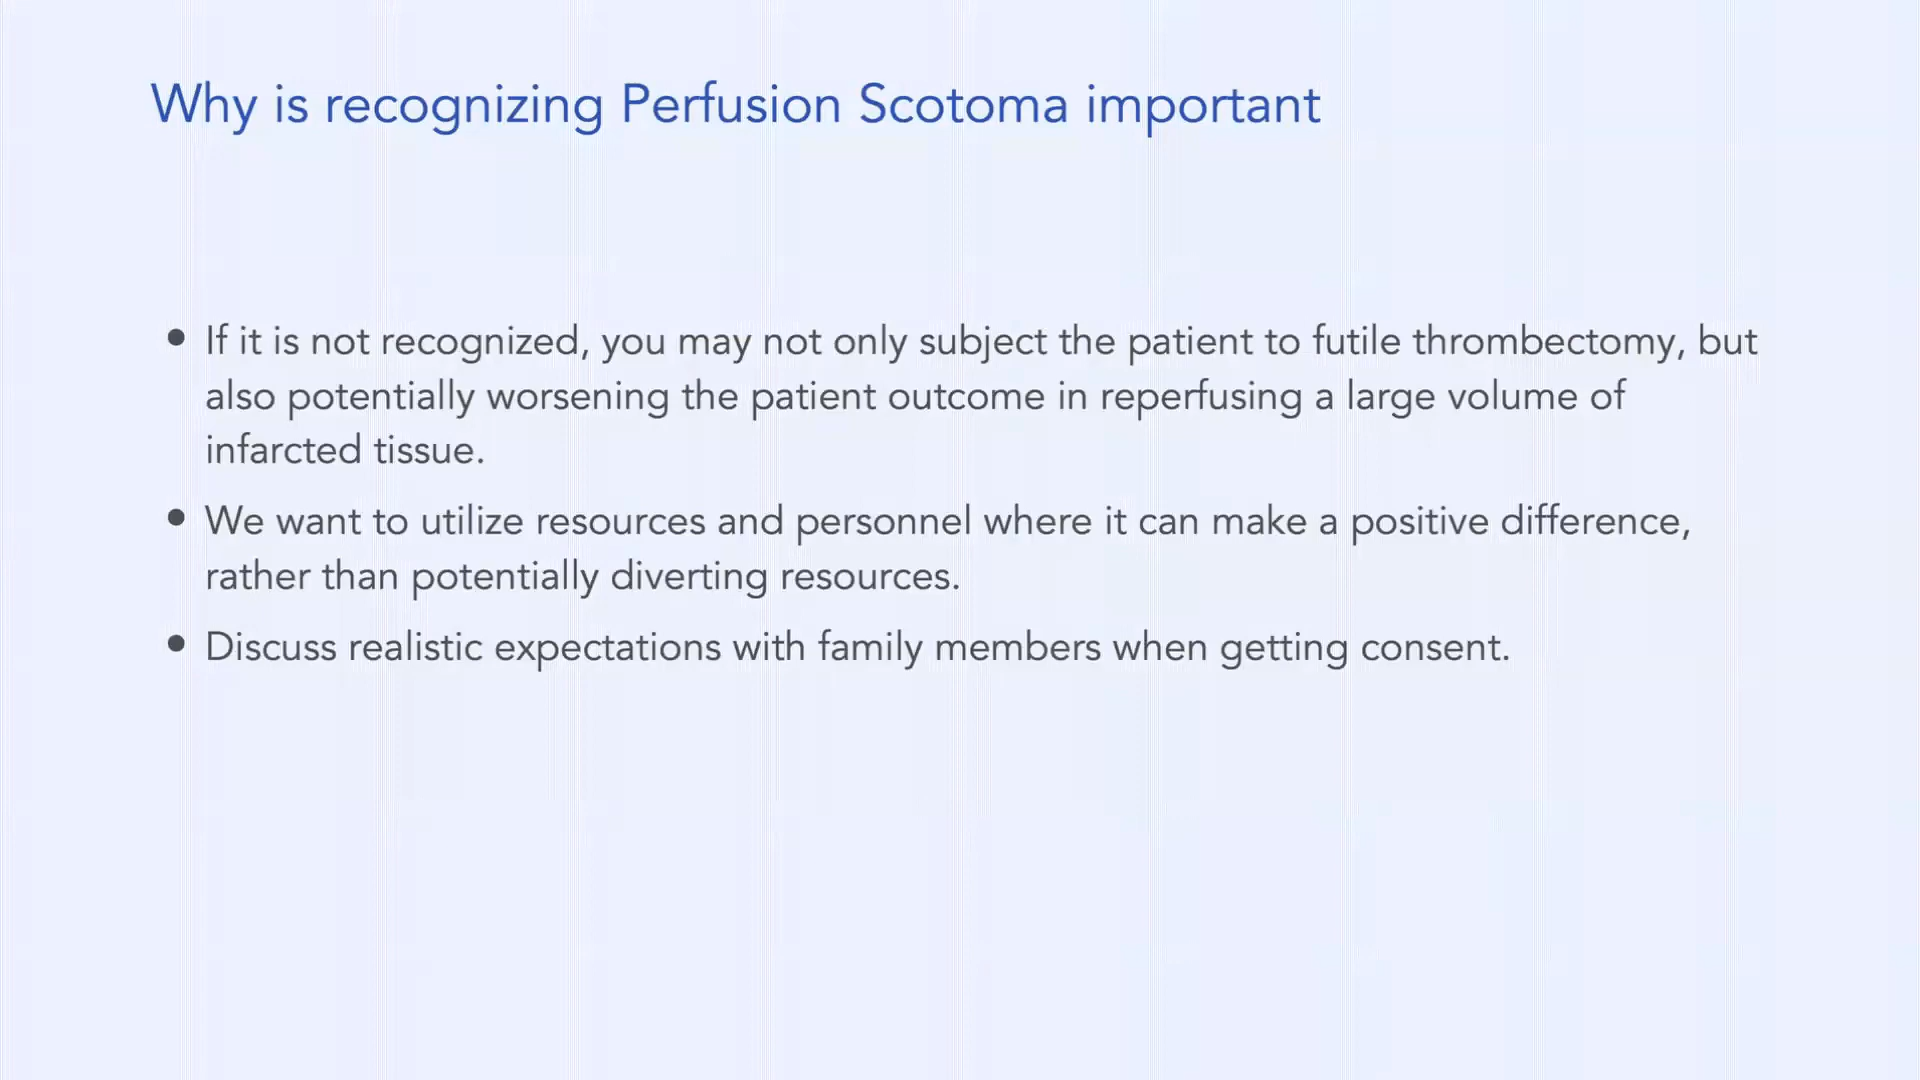 Why is recognizing Perfusion Scotoma important
• If it is not recognized, you may not only subject the patient to futile thrombectomy, but
also potentially worsening the patient outcome in reperfusing a large volume of
infarcted tissue.
• We want to utilize resources and personnel where it can make a positive difference,
rather than potentially diverting resources.
• Discuss realistic expectations with family members when getting consent.